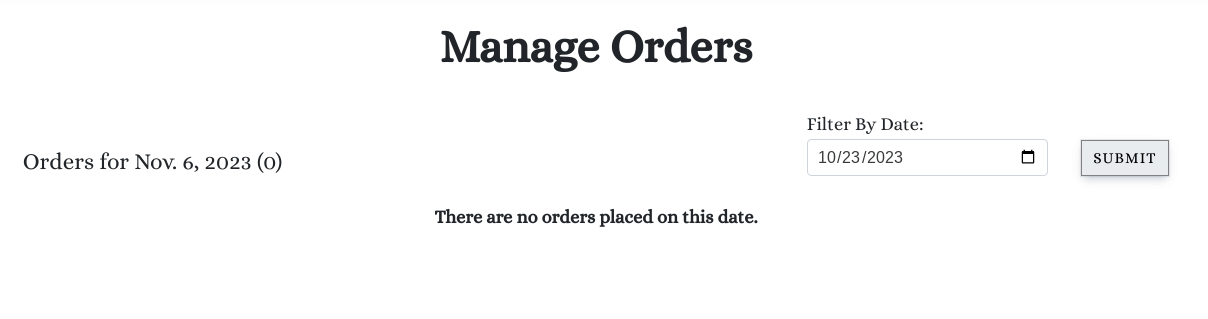 Manage Orders
Filter By Date:
Orders for Nov. 6, 2023 (0)
10/23/2023
SUBMIT
There are no orders placed on this date.